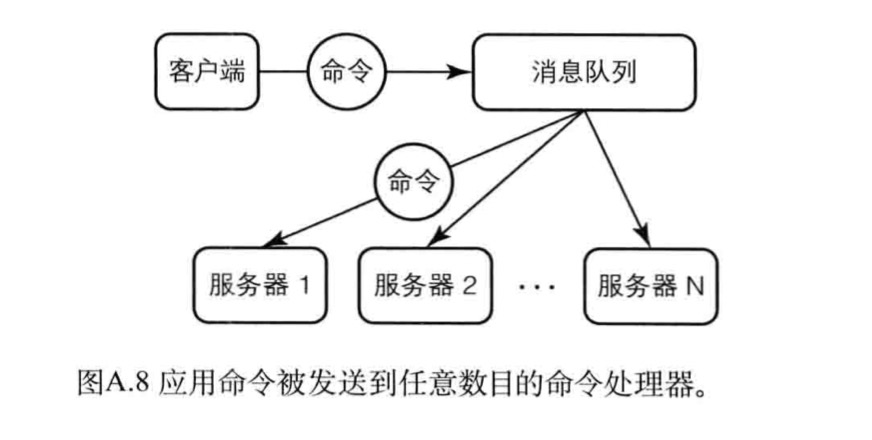 客户端
命令
消息队列
命令
服务器 1
服务器 2
...
服务器 N
图A.8 应用命令被发送到任意数目的命令处理器。